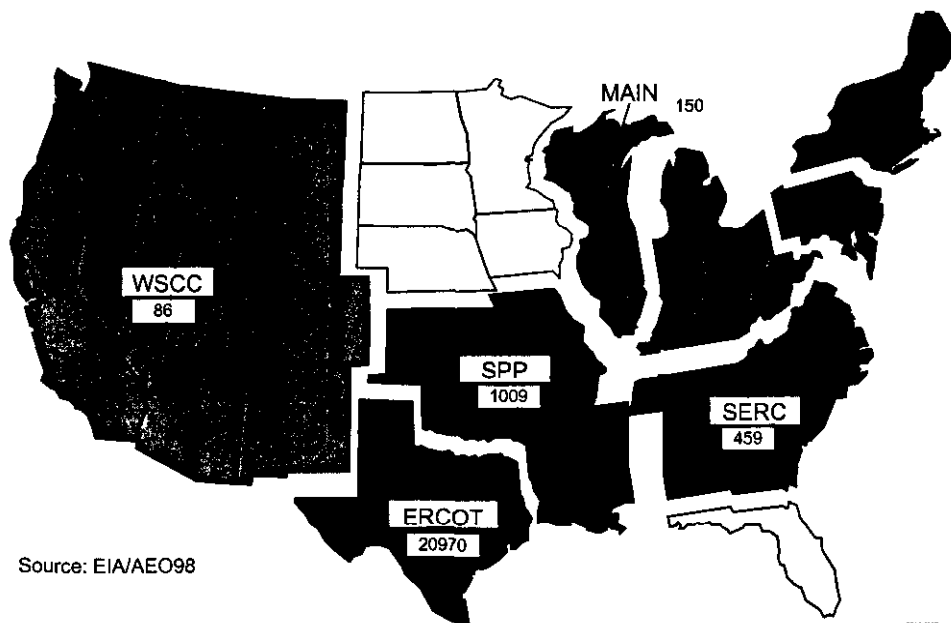 MAIN 150
WSCC
86
SPP
1009
SERC
459
ERCOT
20970
Source: EIA/AEO98